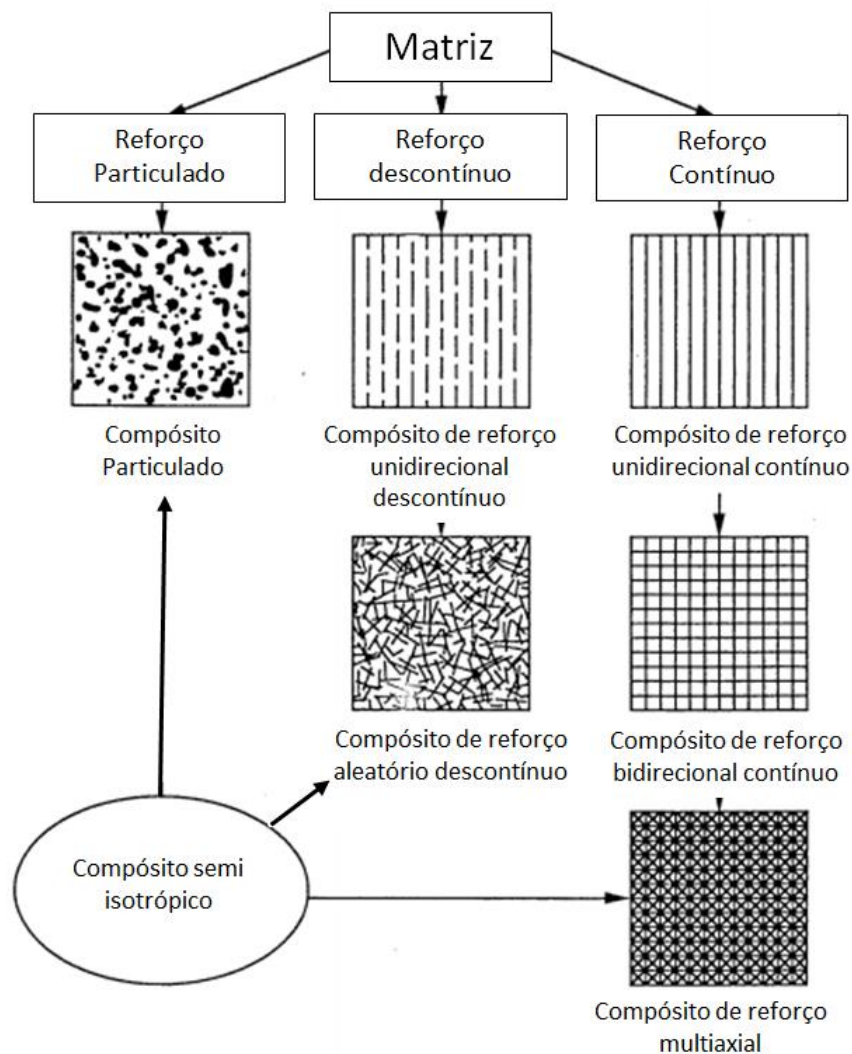 Matriz
Reforço
Particulado
Reforço
descontínuo
Reforço
Contínuo
Compósito
Particulado
Compósito de reforço
unidirecional
descontínuo
Compósito de reforço
unidirecional contínuo
Compósito de reforço
aleatório descontínuo
Compósito de reforço
bidirecional contínuo
Compósito semi
isotrópico
Compósito de reforço
multiaxial